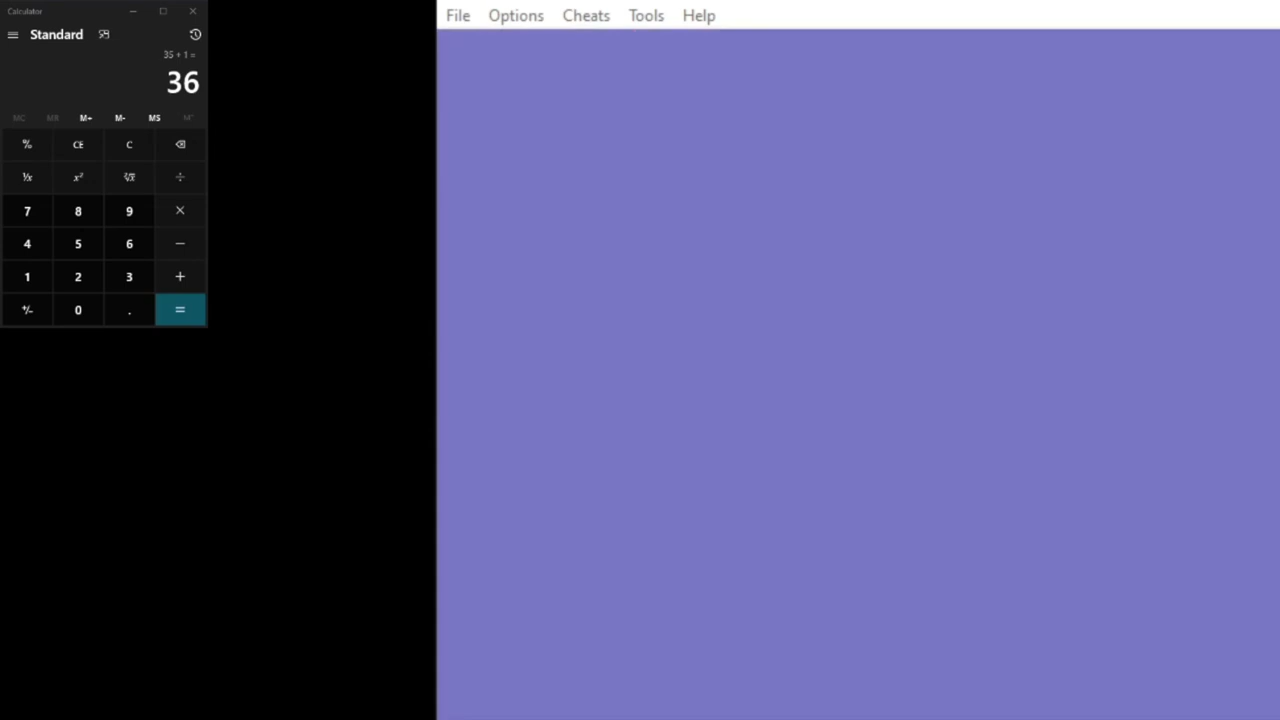 Calculator
Standard
35 + 1 =
36
MC MR M+ M- MS M˅
% CE C
¹/x x² ²√x ÷
7 8 9 ×
4 5 6 −
1 2 3 +
+/- 0 . =
File Options Cheats Tools Help